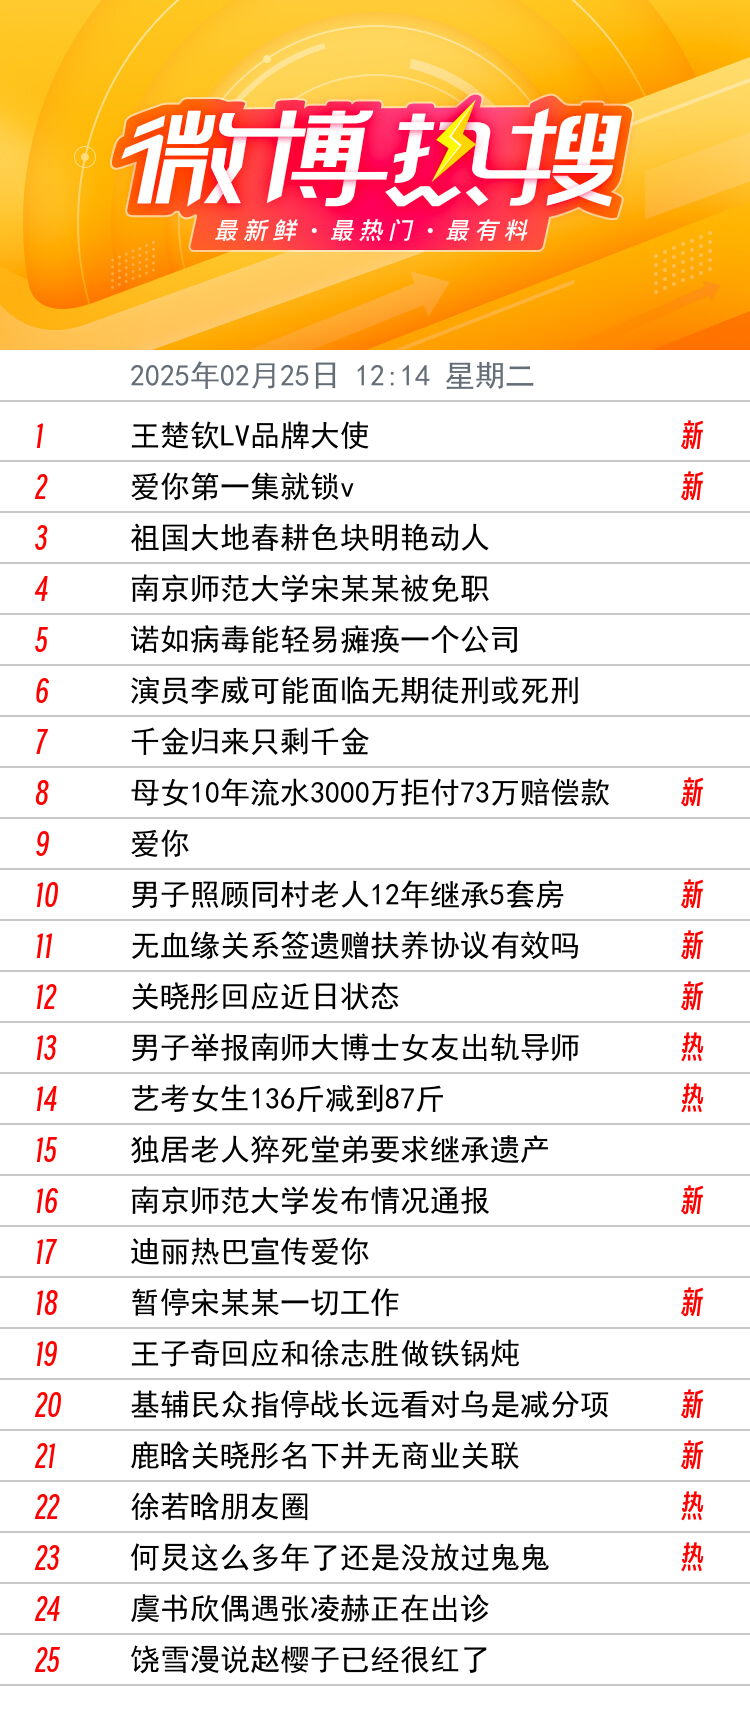 微博热搜
最新鲜·最热门·最有料
2025年02月25日 12:14 星期二
1 王楚钦LV品牌大使 新
2 爱你第一集就锁v 新
3 祖国大地春耕色块明艳动人
4 南京师范大学宋某某被免职
5 诺如病毒能轻易瘫痪一个公司
6 演员李威可能面临无期徒刑或死刑
7 千金归来只剩千金
8 母女10年流水3000万拒付73万赔偿款 新
9 爱你
10 男子照顾同村老人12年继承5套房 新
11 无血缘关系签遗赠扶养协议有效吗 新
12 关晓彤回应近日状态 新
13 男子举报南师大博士女友出轨导师 热
14 艺考女生136斤减到87斤 热
15 独居老人猝死堂弟要求继承遗产
16 南京师范大学发布情况通报 新
17 迪丽热巴宣传爱你
18 暂停宋某某一切工作 新
19 王子奇回应和徐志胜做铁锅炖
20 基辅民众指停战长远看对乌是减分项 新
21 鹿晗关晓彤名下并无商业关联 新
22 徐若晗朋友圈 热
23 何炅这么多年了还是没放过鬼鬼 热
24 虞书欣偶遇张凌赫正在出诊
25 饶雪漫说赵樱子已经很红了